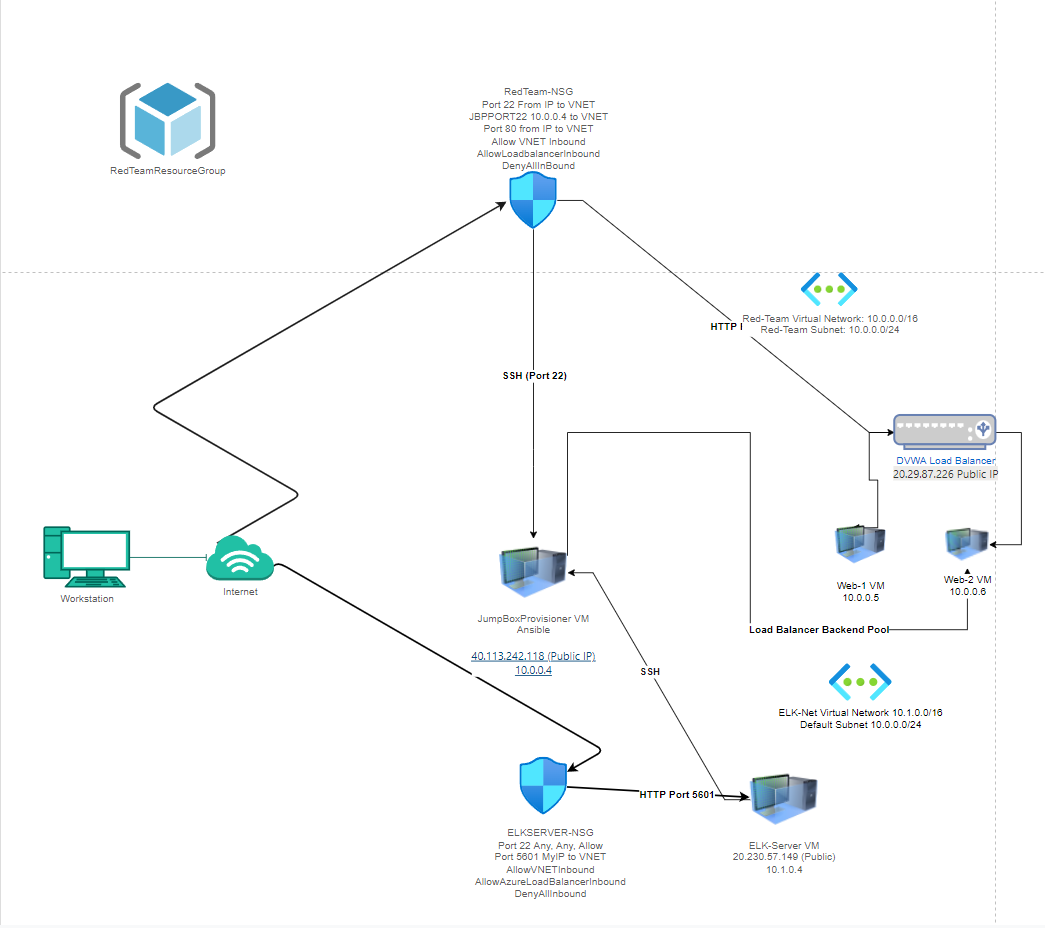 RedTeam-NSG
Port 22 From IP to VNET
JBPPORT22 10.0.0.4 to VNET
Port 80 from IP to VNET
Allow VNET Inbound
AllowLoadbalancerInbound
DenyAllInBound
RedTeamResourceGroup
Red-Team Virtual Network: 10.0.0.0/16
Red-Team Subnet: 10.0.0.0/24
HTTP
SSH (Port 22)
DVWA Load Balancer
20.29.87.226 Public IP
Workstation
Internet
JumpBoxProvisioner VM
Ansible
40.113.242.118 (Public IP)
10.0.0.4
Web-1 VM
10.0.0.5
Web-2 VM
10.0.0.6
Load Balancer Backend Pool
SSH
ELK-Net Virtual Network 10.1.0.0/16
Default Subnet 10.0.0.0/24
HTTP Port 5601
ELKSERVER-NSG
Port 22 Any, Any, Allow
Port 5601 MyIP to VNET
AllowVNETInbound
AllowAzureLoadBalancerInbound
DenyAllInbound
ELK-Server VM
20.230.57.149 (Public)
10.1.0.4